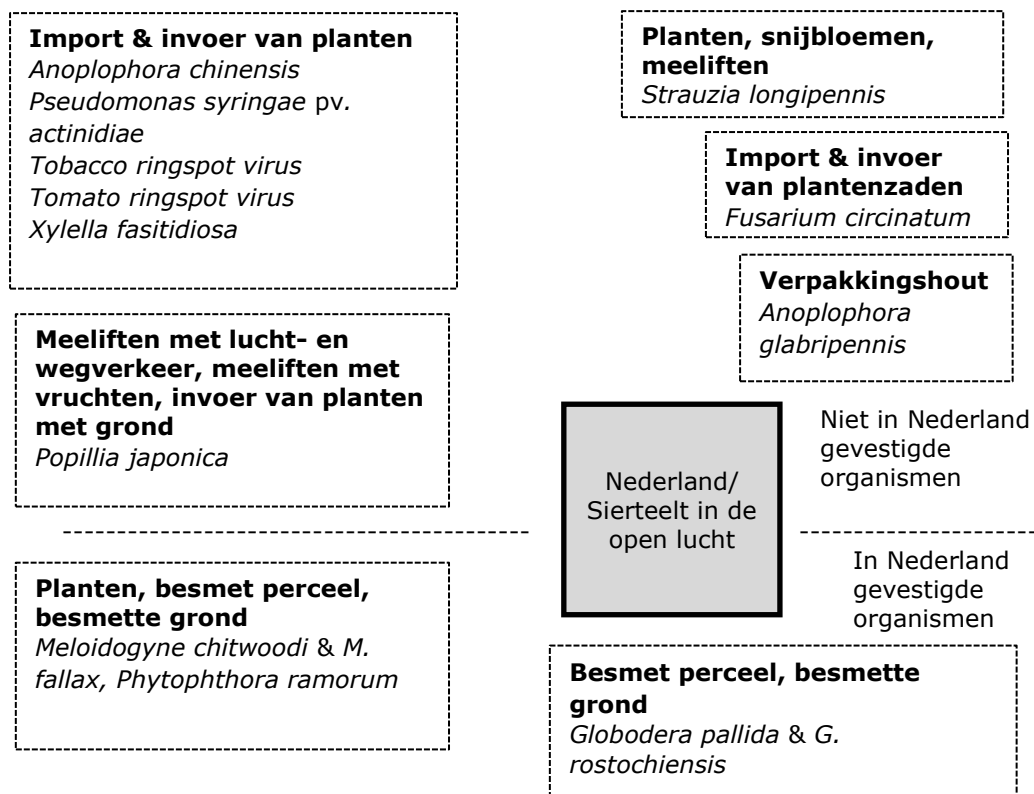 Import & invoer van planten
Anoplophora chinensis
Pseudomonas syringae pv.
actinidiae
Tobacco ringspot virus
Tomato ringspot virus
Xylella fasitidiosa
Planten, snijbloemen,
meeliften
Strauzia longipennis
Import & invoer
van plantenzaden
Fusarium circinatum
Verpakkingshout
Anoplophora
glabripennis
Meeliften met lucht- en
wegverkeer, meeliften met
vruchten, invoer van planten
met grond
Popillia japonica
Nederland/
Sierteelt in de
open lucht
Niet in Nederland
gevestigde
organismen
In Nederland
gevestigde
organismen
Planten, besmet perceel,
besmette grond
Meloidogyne chitwoodi & M.
fallax, Phytophthora ramorum
Besmet perceel, besmette
grond
Globodera pallida & G.
rostochiensis